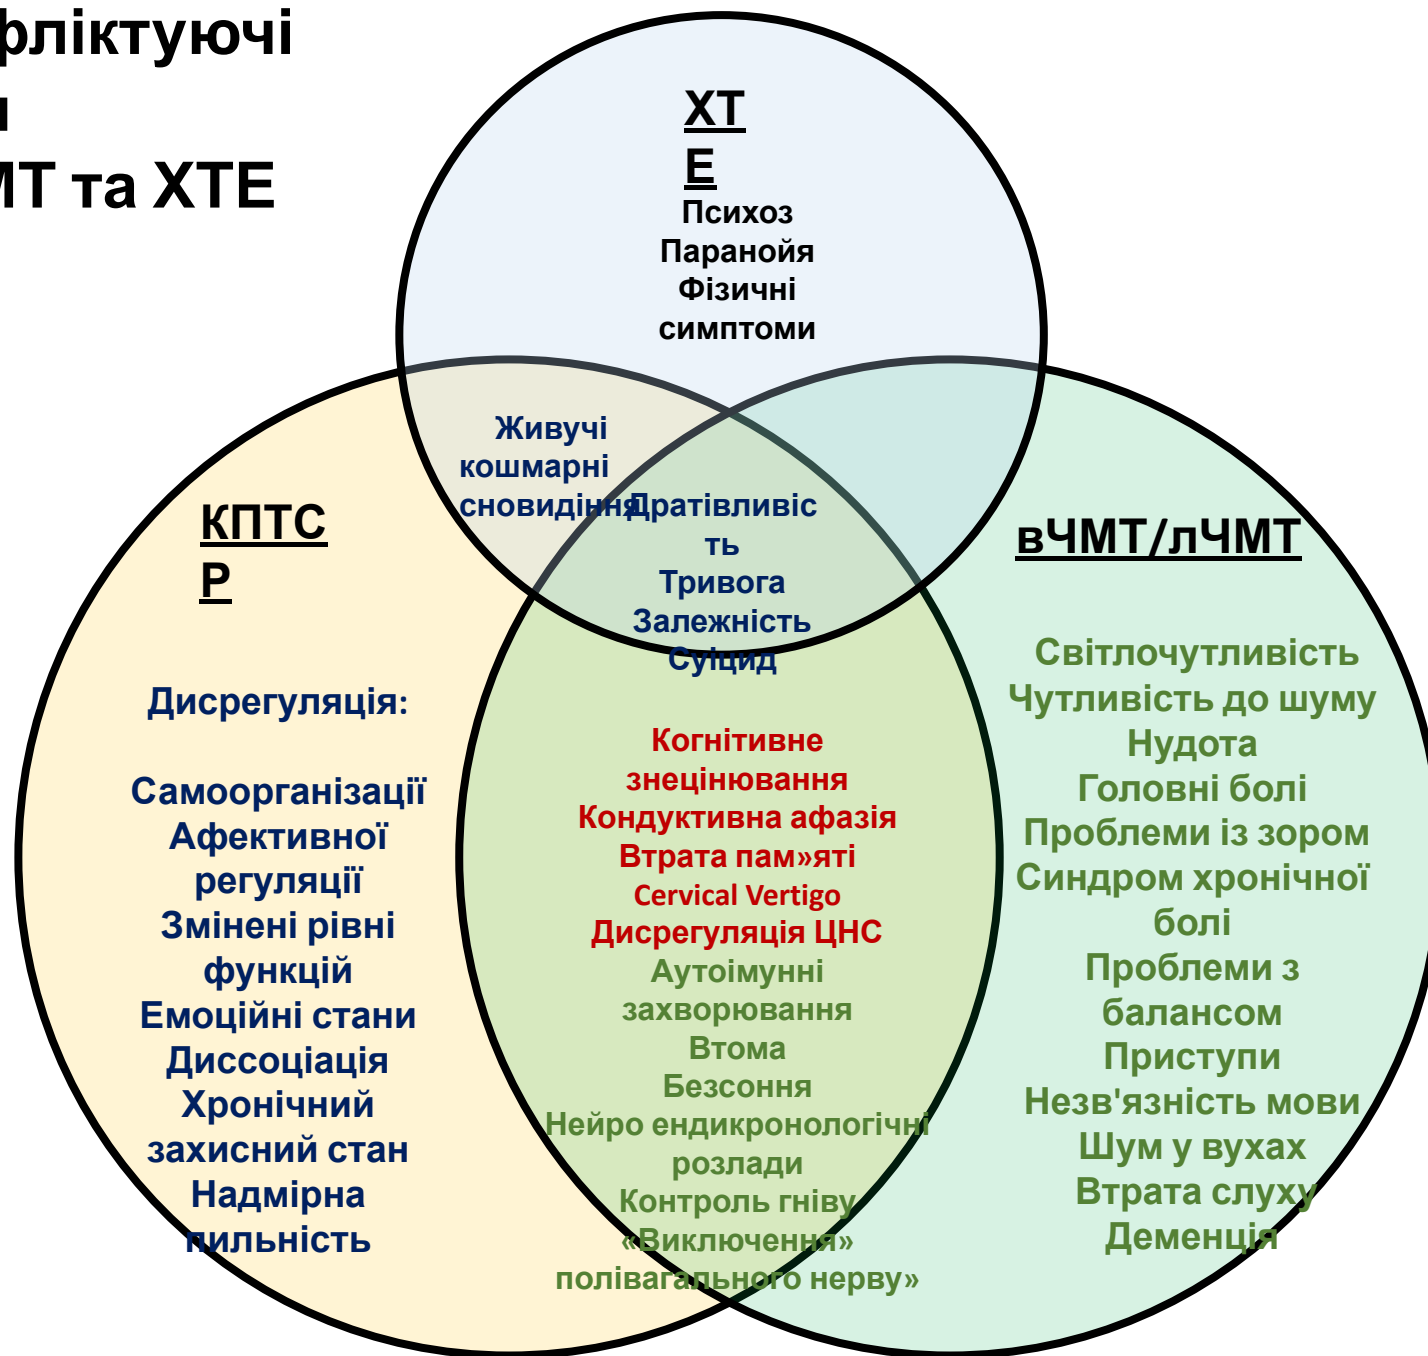 фліктуючі
и
МТ та ХТЕ
ХТ
Е
Психоз
Паранойя
Фізичні
симптоми
Живучі
кошмарні
сновидіння
Дратівливіс
ть
Тривога
Залежність
Суіцид
КПТС
Р
Дисрегуляція:
Самоорганізації
Афективної
регуляції
Змінені рівні
функцій
Емоційні стани
Диссоціація
Хронічний
захисний стан
Надмірна
пильність
Когнітивне
знецінювання
Кондуктивна афазія
Втрата пам»яті
Cervical Vertigo
Дисрегуляція ЦНС
Аутоімунні
захворювання
Втома
Безсоння
Нейро ендикронологічні
розлади
Контроль гніву
«Виключення»
полівагального нерву»
вЧМТ/лЧМТ
Світлочутливість
Чутливість до шуму
Нудота
Головні болі
Проблеми із зором
Синдром хронічної
болі
Проблеми з
балансом
Приступи
Незв'язність мови
Шум у вухах
Втрата слуху
Деменція